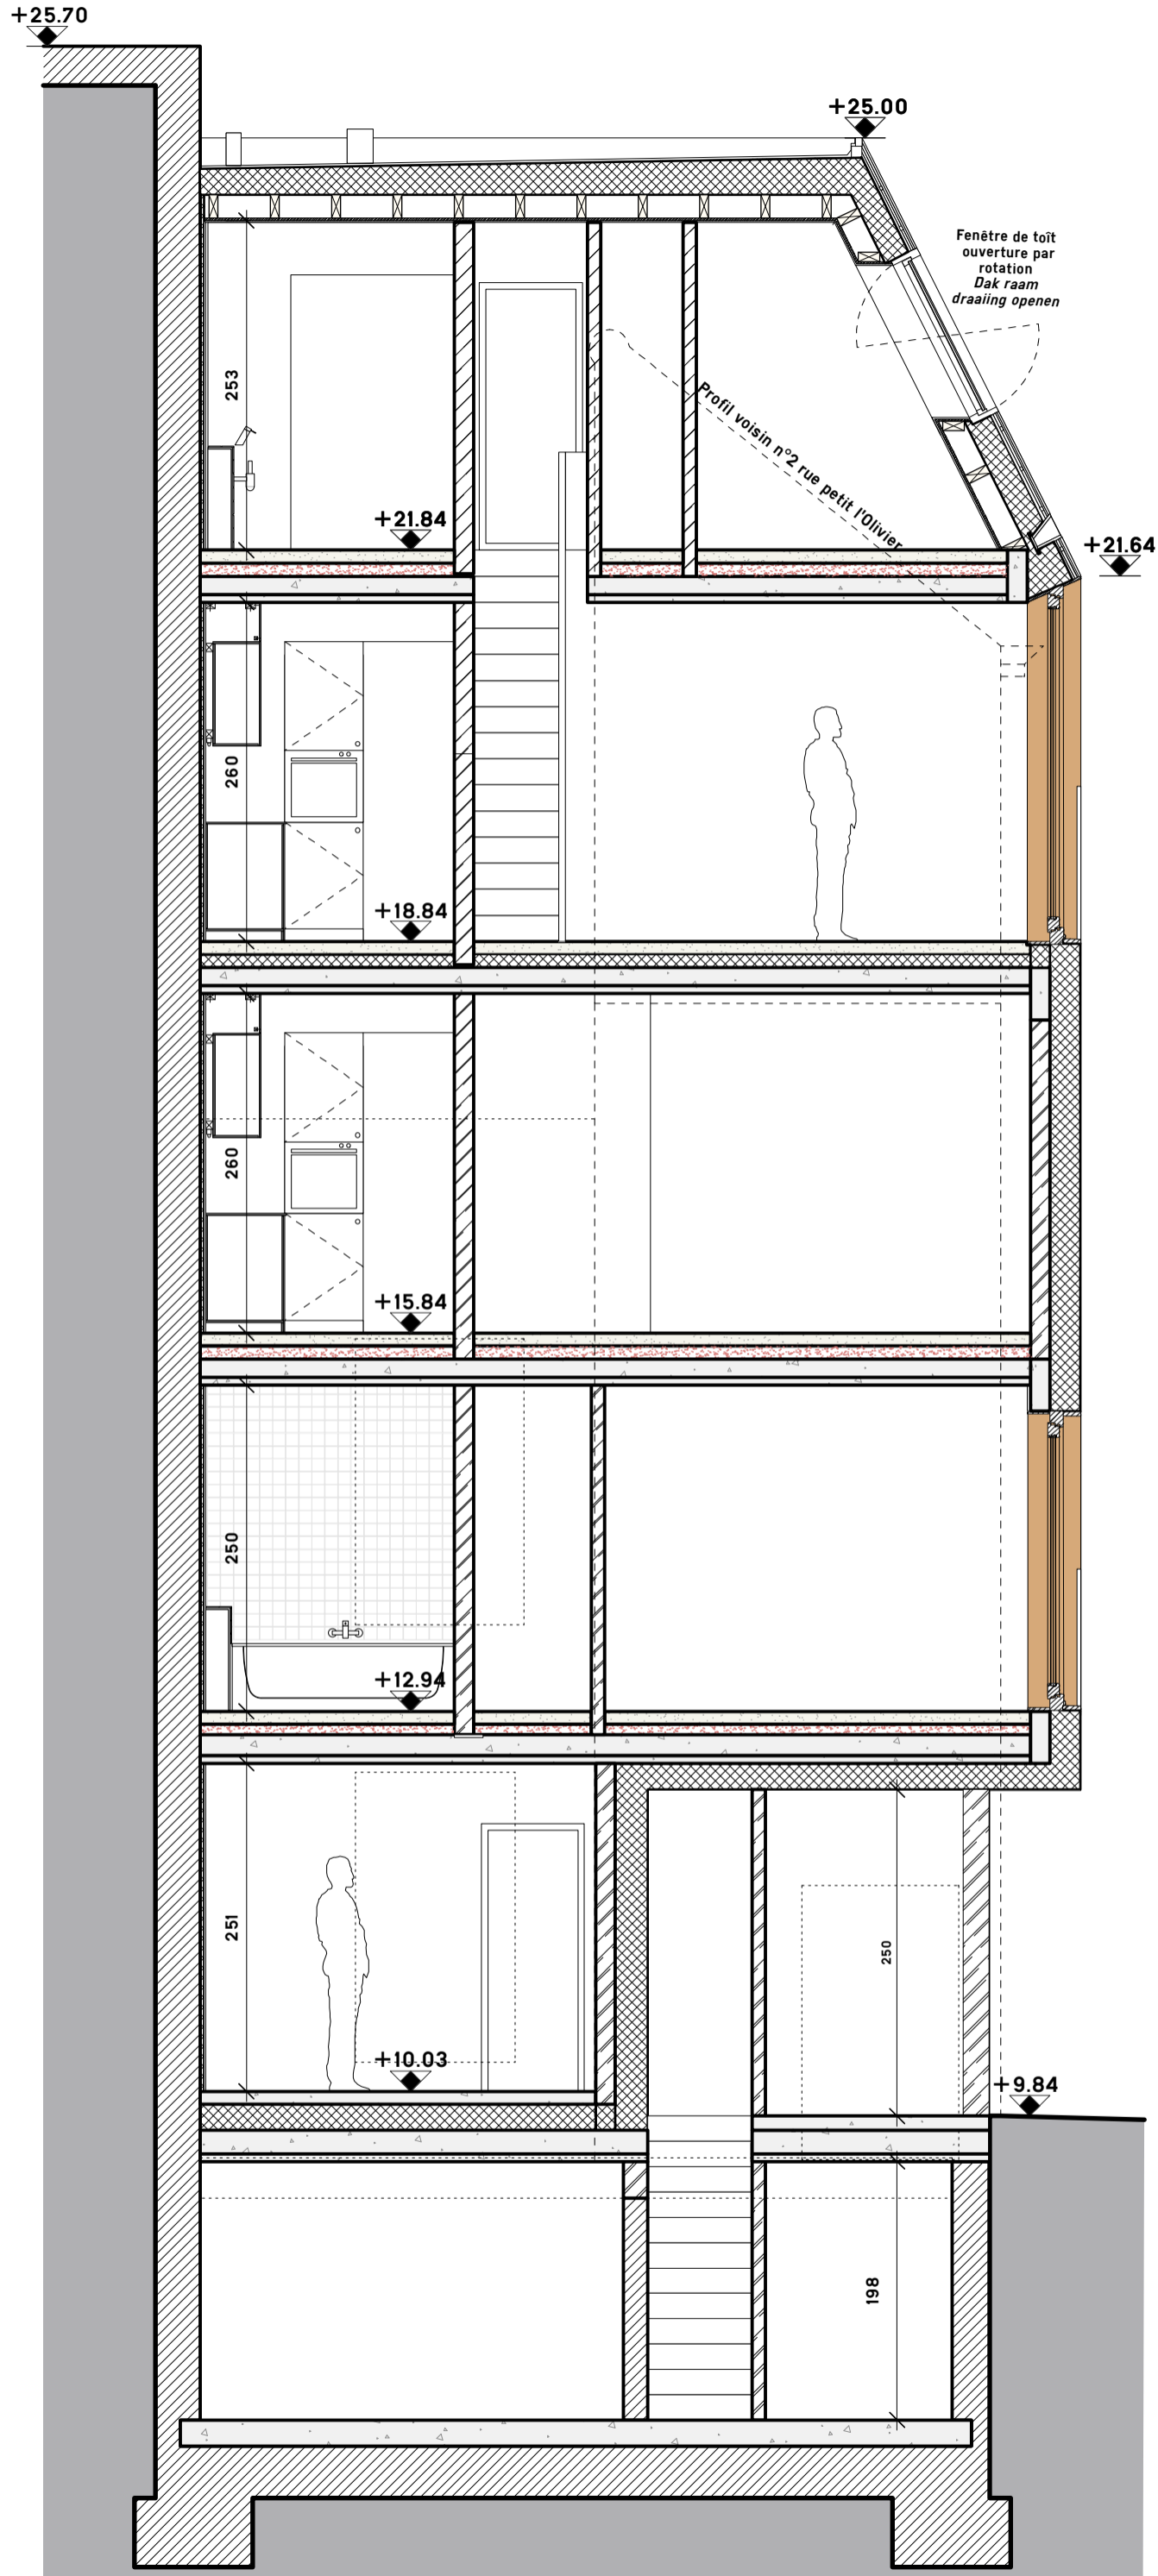 +25.70
+25.00
Fenêtre de toît
ouverture par
rotation
Dak raam
draaiing openen
253
Profil voisin n°2 rue petit l'Olivier
+21.84
+21.64
260
+18.84
260
+15.84
250
+12.94
251
250
+10.03
+9.84
198